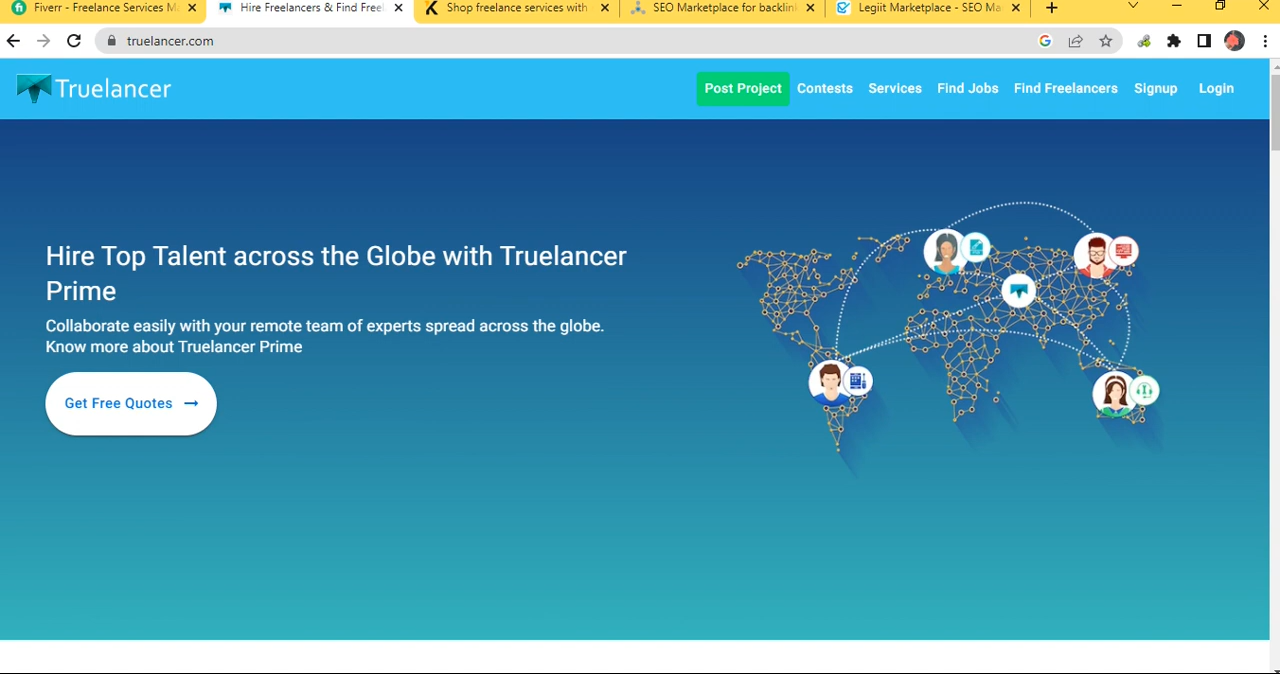 Fiverr - Freelance Services M
Hire Freelancers & Find Freel
Shop freelance services with
SEO Marketplace for backlin
Legiit Marketplace - SEO Ma
truelancer.com
Truelancer
Post Project
Contests
Services
Find Jobs
Find Freelancers
Signup
Login
Hire Top Talent across the Globe with Truelancer
Prime
Collaborate easily with your remote team of experts spread across the globe.
Know more about Truelancer Prime
Get Free Quotes